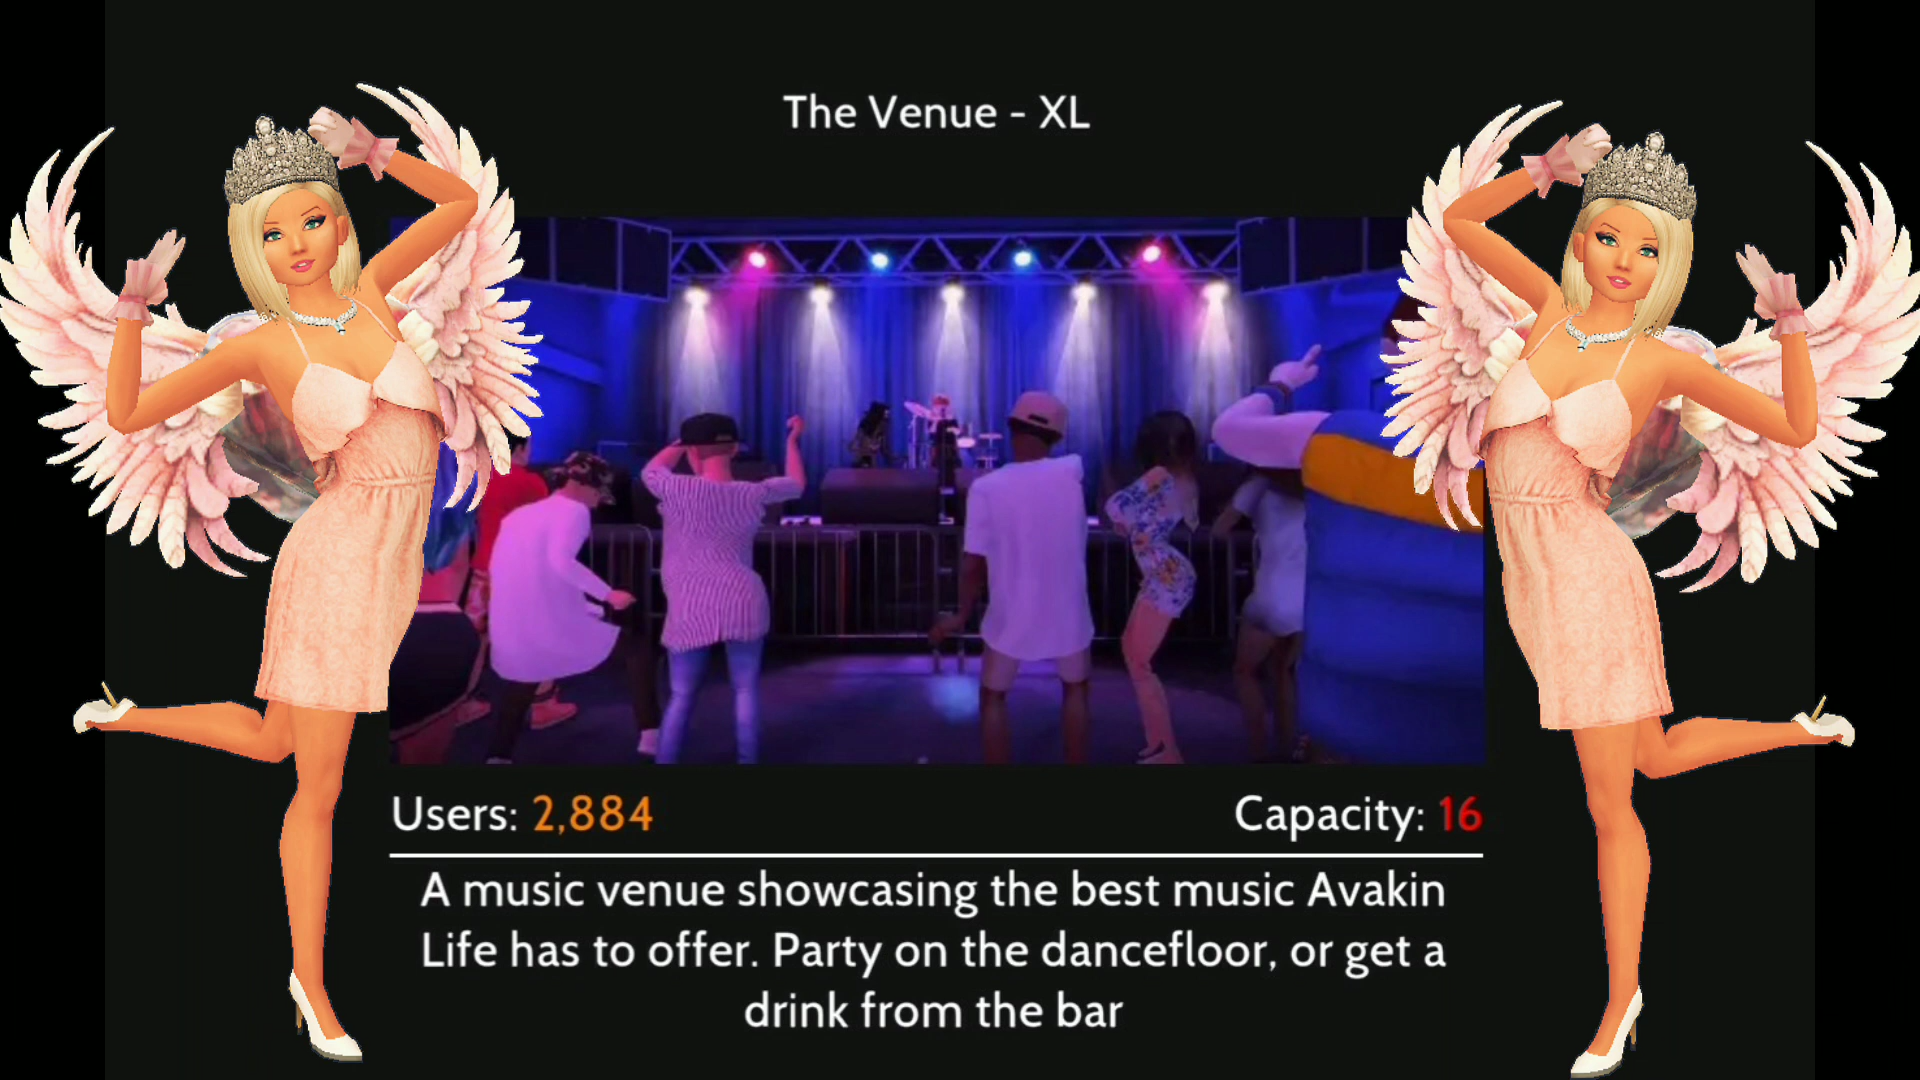 The Venue - XL
Users: 2,884
Capacity: 16
A music venue showcasing the best music Avakin
Life has to offer. Party on the dancefloor, or get a
drink from the bar